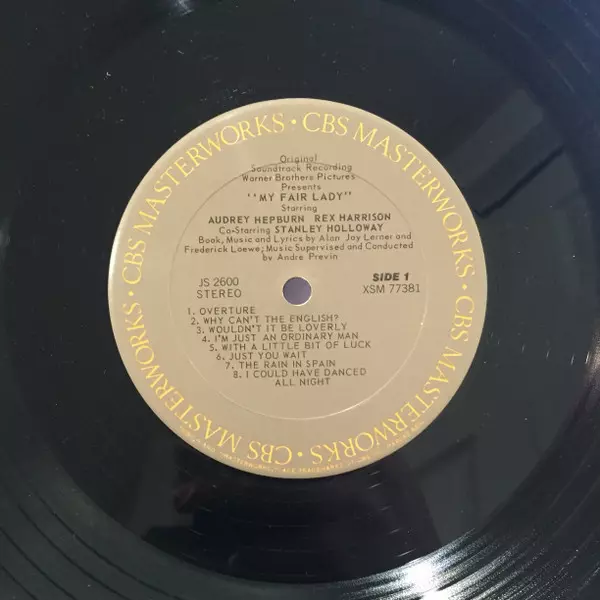 CBS MASTERWORKS · CBS MASTERWORKS · CBS MASTERWORKS · CBS MASTERWORKS ·
Original
Soundtrack Recording
Warner Brothers Pictures
Presents
"MY FAIR LADY"
Starring
AUDREY HEPBURN REX HARRISON
Co-Starring STANLEY HOLLOWAY
Book, Music and Lyrics by Alan Jay Lerner and
Frederick Loewe; Music Supervised and Conducted
by Andre Previn
JS 2600
STEREO
SIDE 1
XSM 77381
1. OVERTURE
2. WHY CAN'T THE ENGLISH?
3. WOULDN'T IT BE LOVERLY
4. I'M JUST AN ORDINARY MAN
5. WITH A LITTLE BIT OF LUCK
6. JUST YOU WAIT
7. THE RAIN IN SPAIN
8. I COULD HAVE DANCED
ALL NIGHT